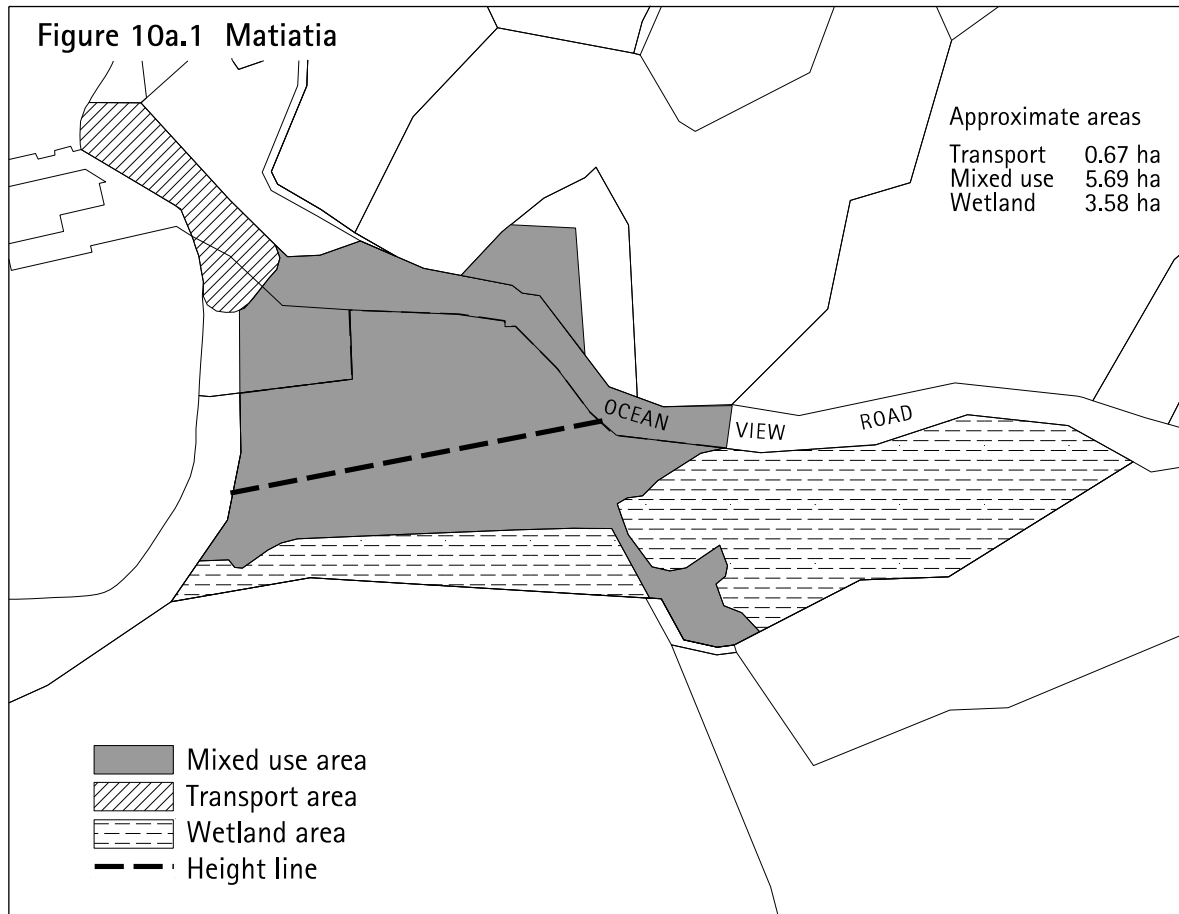 Figure 10a.1 Matiatia
Approximate areas
Transport 0.67 ha
Mixed use 5.69 ha
Wetland 3.58 ha
OCEAN VIEW ROAD
Mixed use area
Transport area
Wetland area
Height line